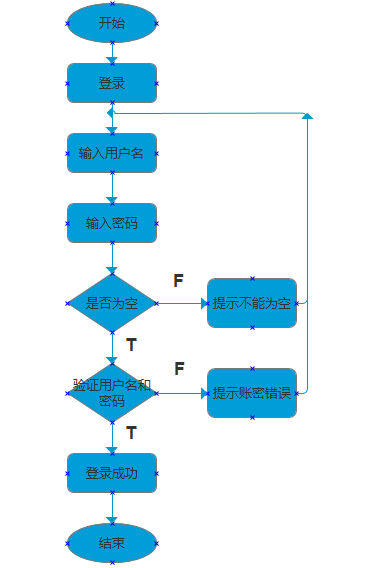 开始
登录
输入用户名
输入密码
F
是否为空
提示不能为空
T
F
验证用户名和
密码
提示账密错误
T
登录成功
结束